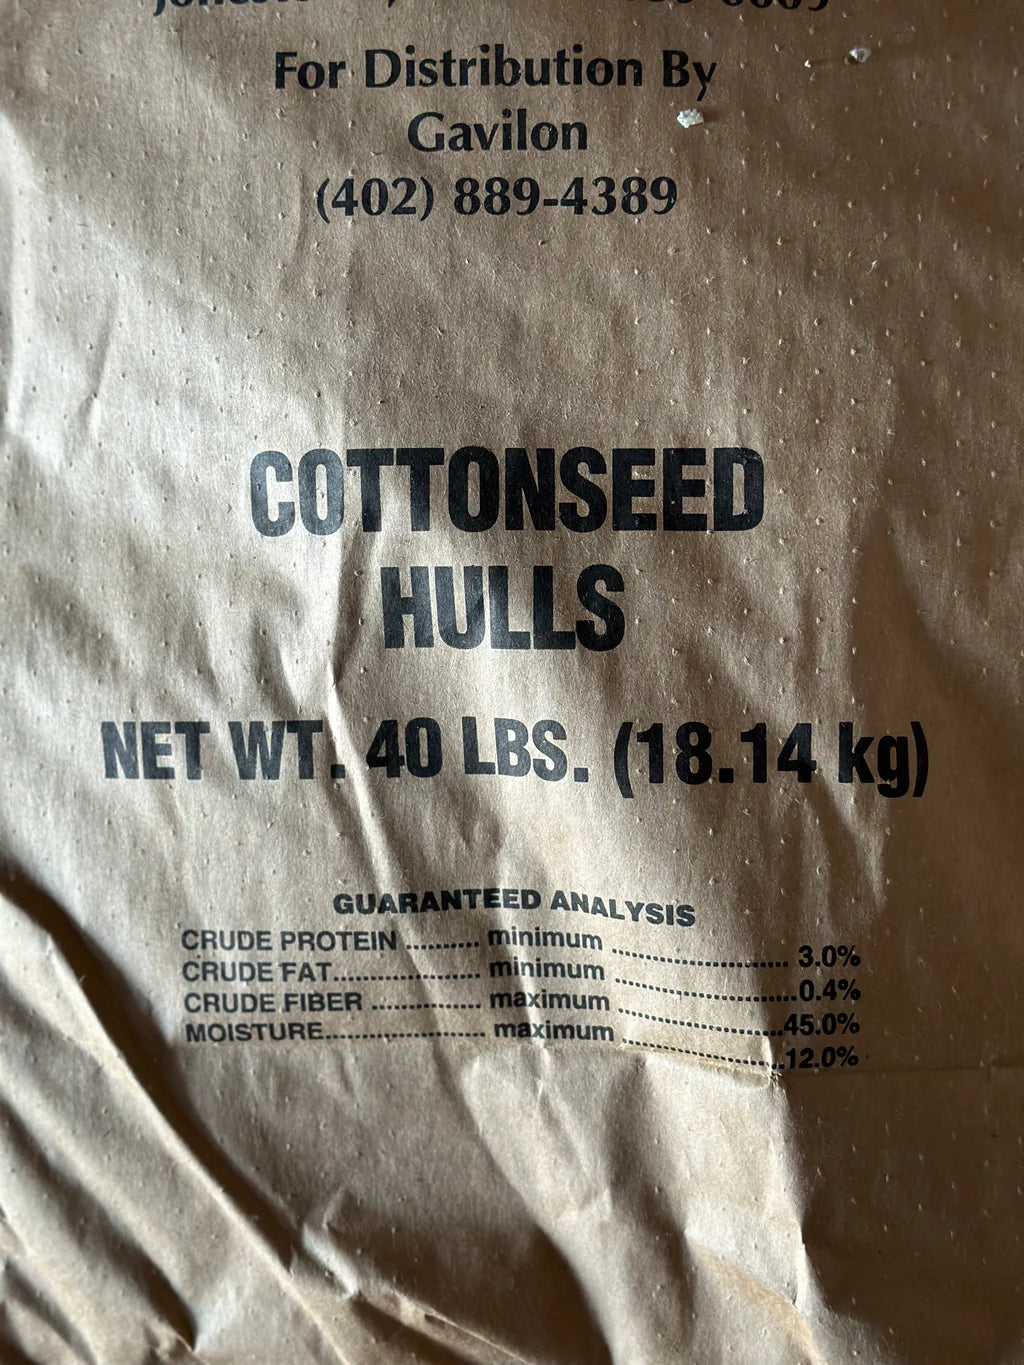 For Distribution By
Gavilon
(402) 889-4389
COTTONSEED
HULLS
NET WT. 40 LBS. (18.14 kg)
GUARANTEED ANALYSIS
CRUDE PROTEIN .......... minimum ......................... 3.0%
CRUDE FAT..................... minimum ..........................0.4%
CRUDE FIBER ............... maximum .......................45.0%
MOISTURE...................... maximum .......................12.0%